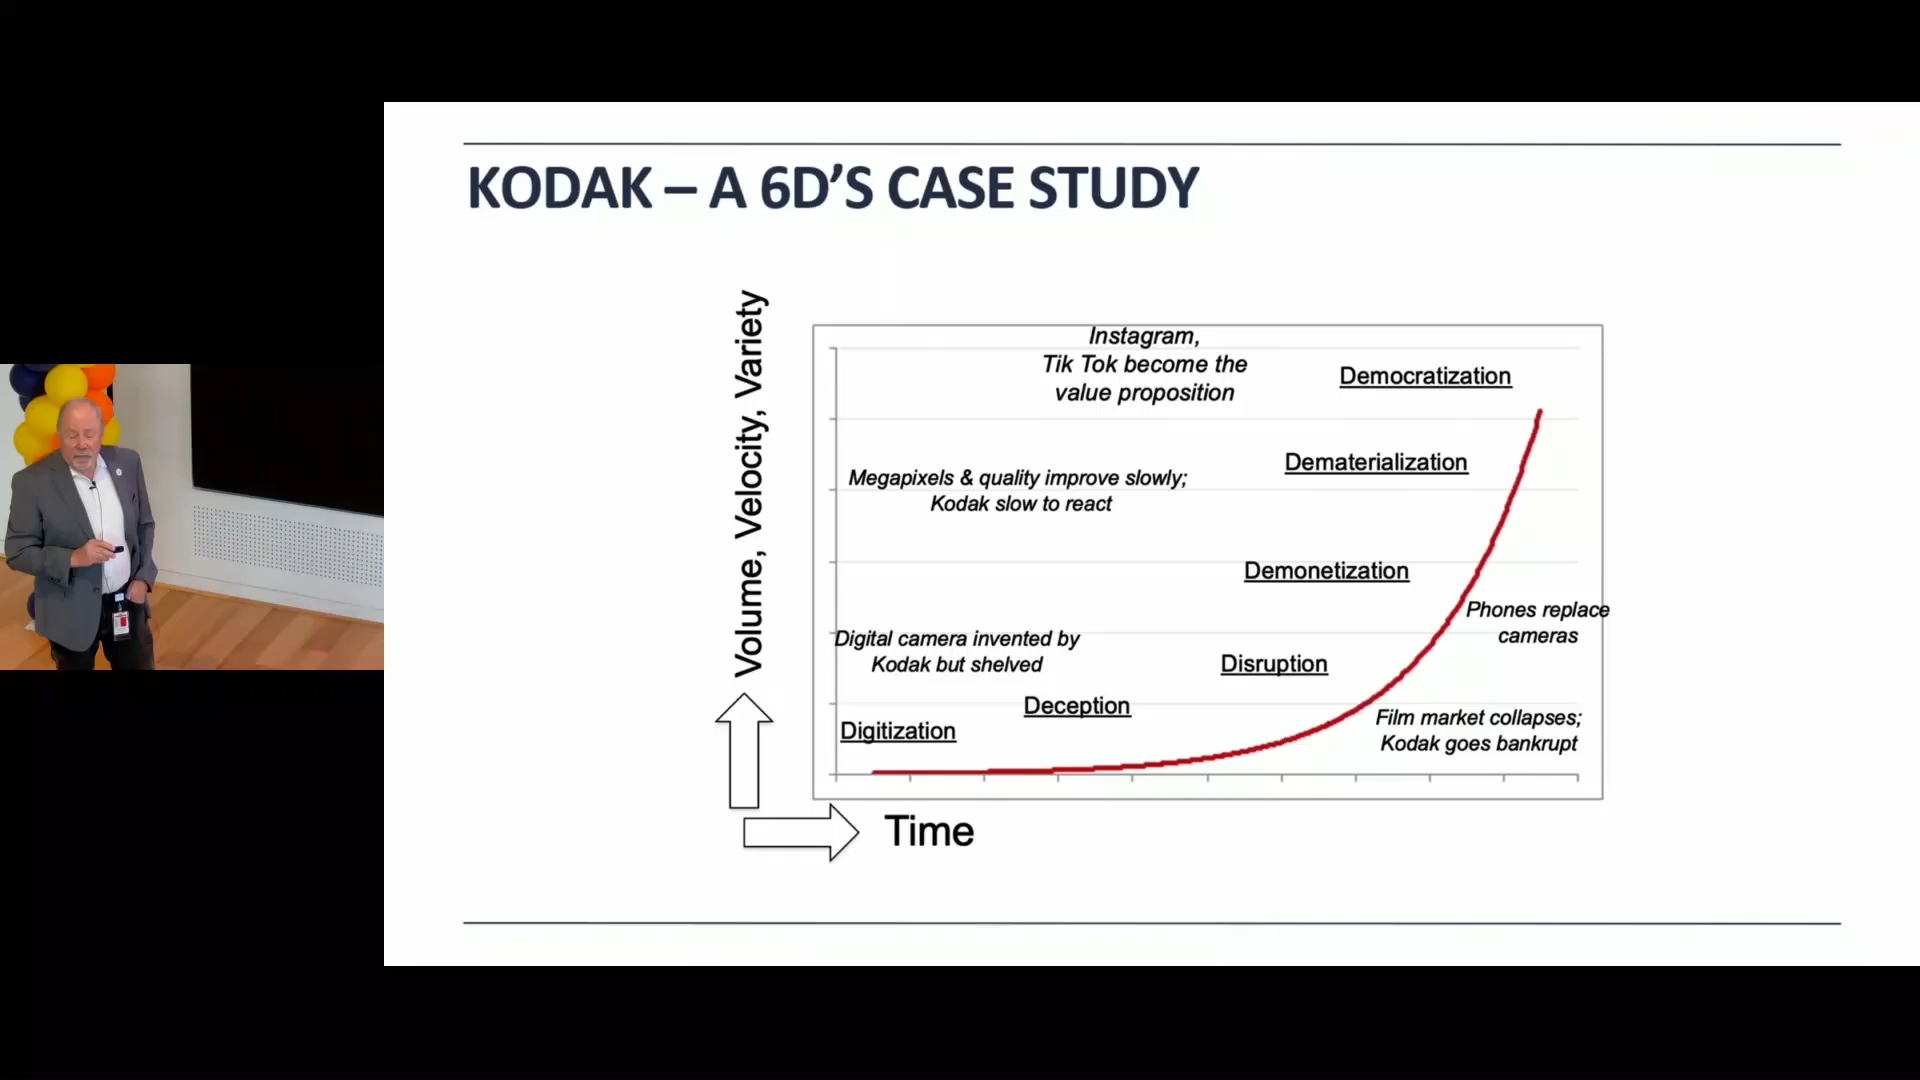 KODAK – A 6D’S CASE STUDY
Volume, Velocity, Variety
Instagram,
Tik Tok become the
value proposition
Democratization
Dematerialization
Megapixels & quality improve slowly;
Kodak slow to react
Demonetization
Phones replace
cameras
Digital camera invented by
Kodak but shelved
Disruption
Deception
Digitization
Film market collapses;
Kodak goes bankrupt
Time